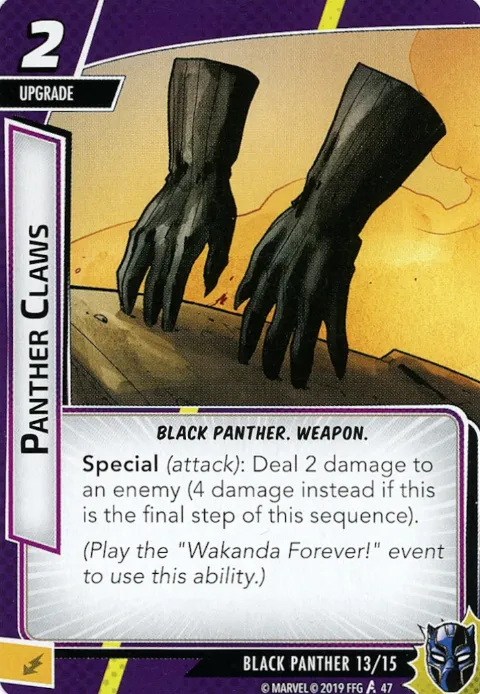 2
UPGRADE
PANTHER CLAWS
BLACK PANTHER. WEAPON.
Special (attack): Deal 2 damage to
an enemy (4 damage instead if this
is the final step of this sequence).
(Play the "Wakanda Forever!" event
to use this ability.)
BLACK PANTHER 13/15
© MARVEL © 2019 FFG 47